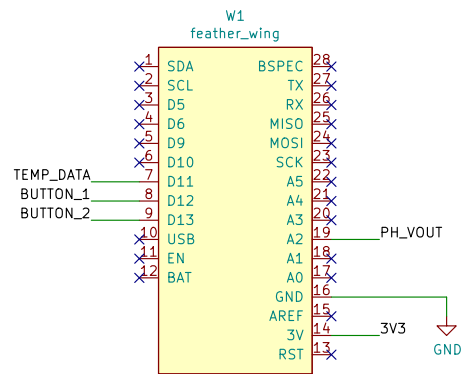 W1
feather_wing
1 SDA BSPEC 28
2 SCL TX 27
3 D5 RX 26
4 D6 MISO 25
5 D9 MOSI 24
6 D10 SCK 23
TEMP_DATA 7 D11 A5 22
BUTTON_1 8 D12 A4 21
BUTTON_2 9 D13 A3 20
10 USB A2 19 PH_VOUT
11 EN A1 18
12 BAT A0 17
GND 16
AREF 15
3V 14 3V3
RST 13
GND